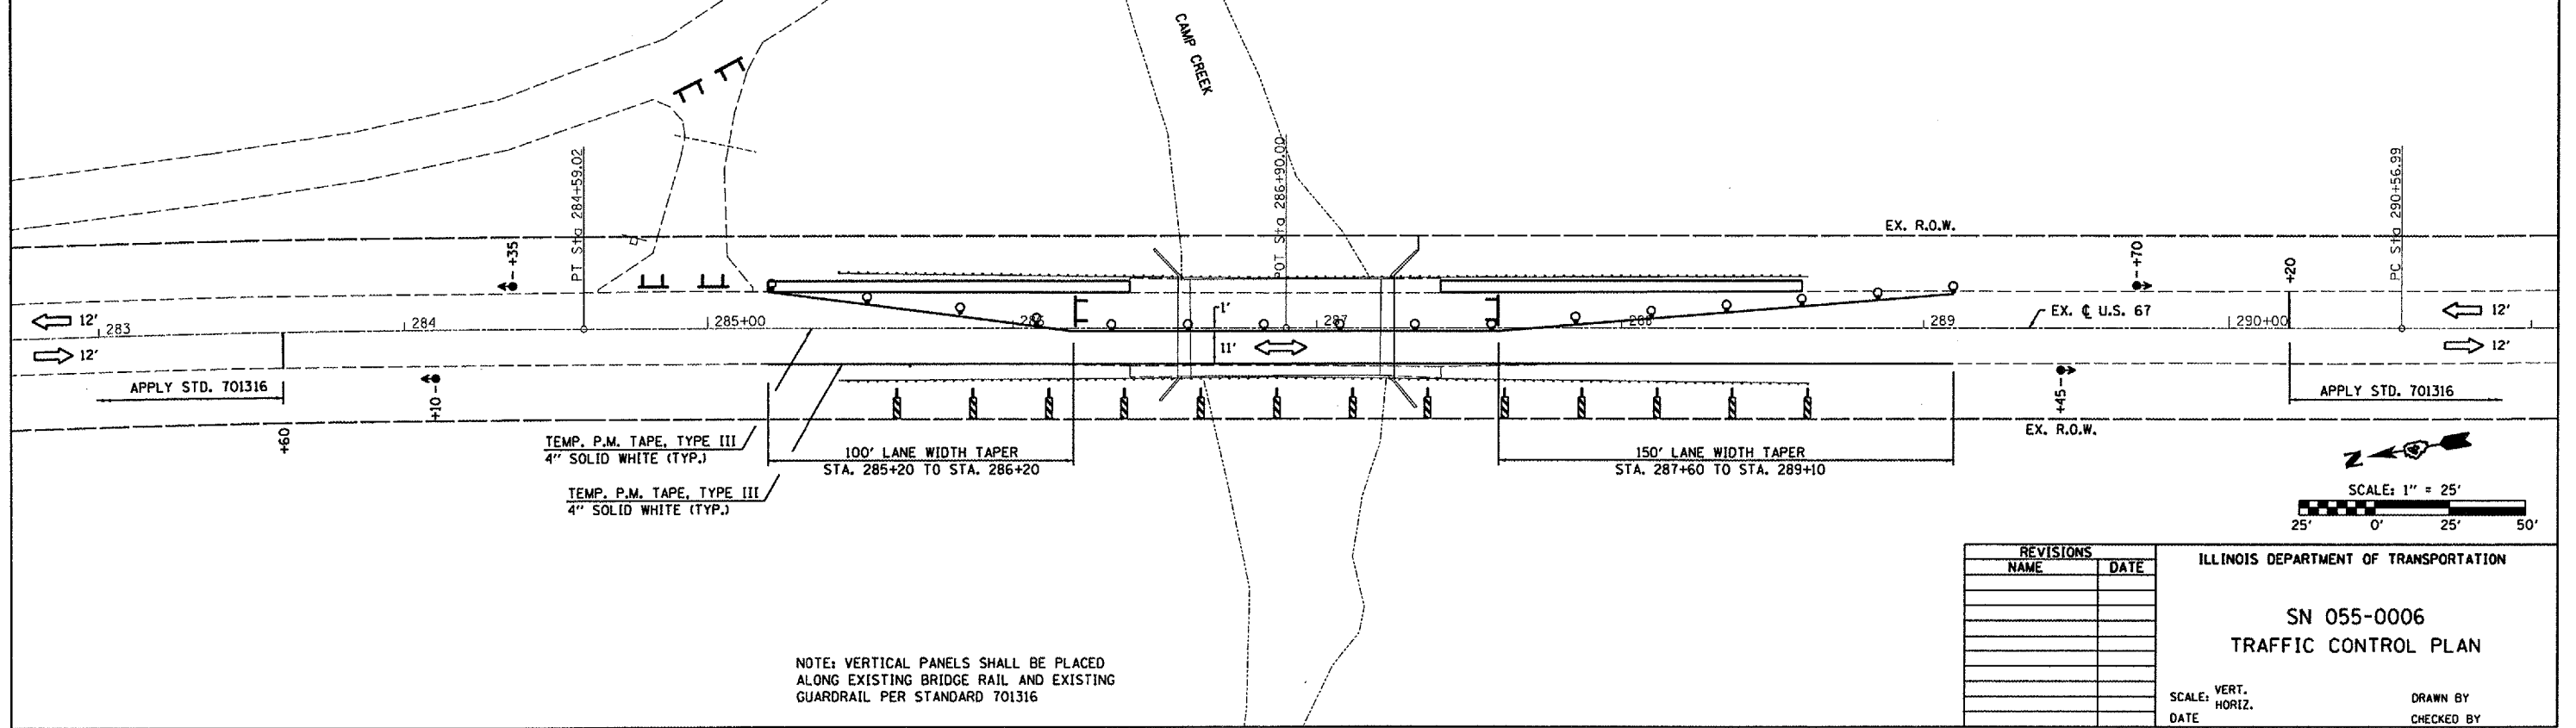 CAMP CREEK
PT Sta 284+59.02
POT Sta 286+90.00
PC Sta 290+56.99
EX. R.O.W.
+35
+70
+20
12'
283
284
285+00
286
1'
287
288
289
EX. ℄ U.S. 67
290+00
12'
12'
11'
12'
APPLY STD. 701316
+10
+45
APPLY STD. 701316
+60
EX. R.O.W.
TEMP. P.M. TAPE, TYPE III
4" SOLID WHITE (TYP.)
100' LANE WIDTH TAPER
STA. 285+20 TO STA. 286+20
150' LANE WIDTH TAPER
STA. 287+60 TO STA. 289+10
TEMP. P.M. TAPE, TYPE III
4" SOLID WHITE (TYP.)
Z
SCALE: 1" = 25'
25' 0' 25' 50'
NOTE: VERTICAL PANELS SHALL BE PLACED
ALONG EXISTING BRIDGE RAIL AND EXISTING
GUARDRAIL PER STANDARD 701316
REVISIONS
NAME DATE
ILLINOIS DEPARTMENT OF TRANSPORTATION
SN 055-0006
TRAFFIC CONTROL PLAN
SCALE: VERT.
HORIZ.
DATE
DRAWN BY
CHECKED BY